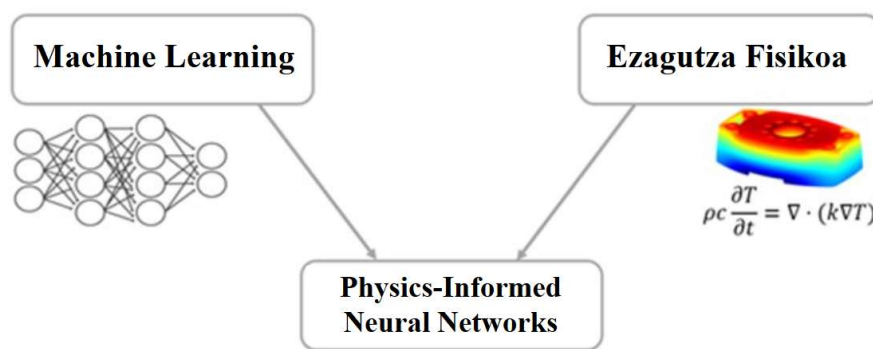 Machine Learning
Ezagutza Fisikoa
ρc ∂T/∂t = ∇ · (k∇T)
Physics-Informed
Neural Networks